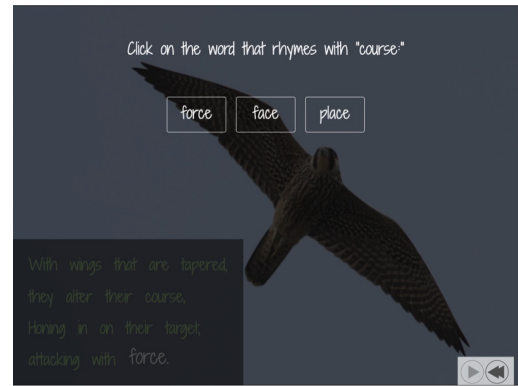 Click on the word that rhymes with "course:"
force face place
With wings that are tapered,
they alter their course,
Honing in on their target,
attacking with force.